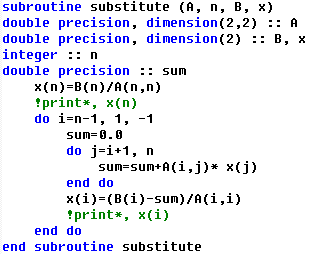 subroutine substitute (A, n, B, x)
double precision, dimension(2,2) :: A
double precision, dimension(2) :: B, x
integer :: n
double precision :: sum
    x(n)=B(n)/A(n,n)
    !print*, x(n)
    do i=n-1, 1, -1
        sum=0.0
        do j=i+1, n
            sum=sum+A(i,j)* x(j)
        end do
        x(i)=(B(i)-sum)/A(i,i)
        !print*, x(i)
    end do
end subroutine substitute